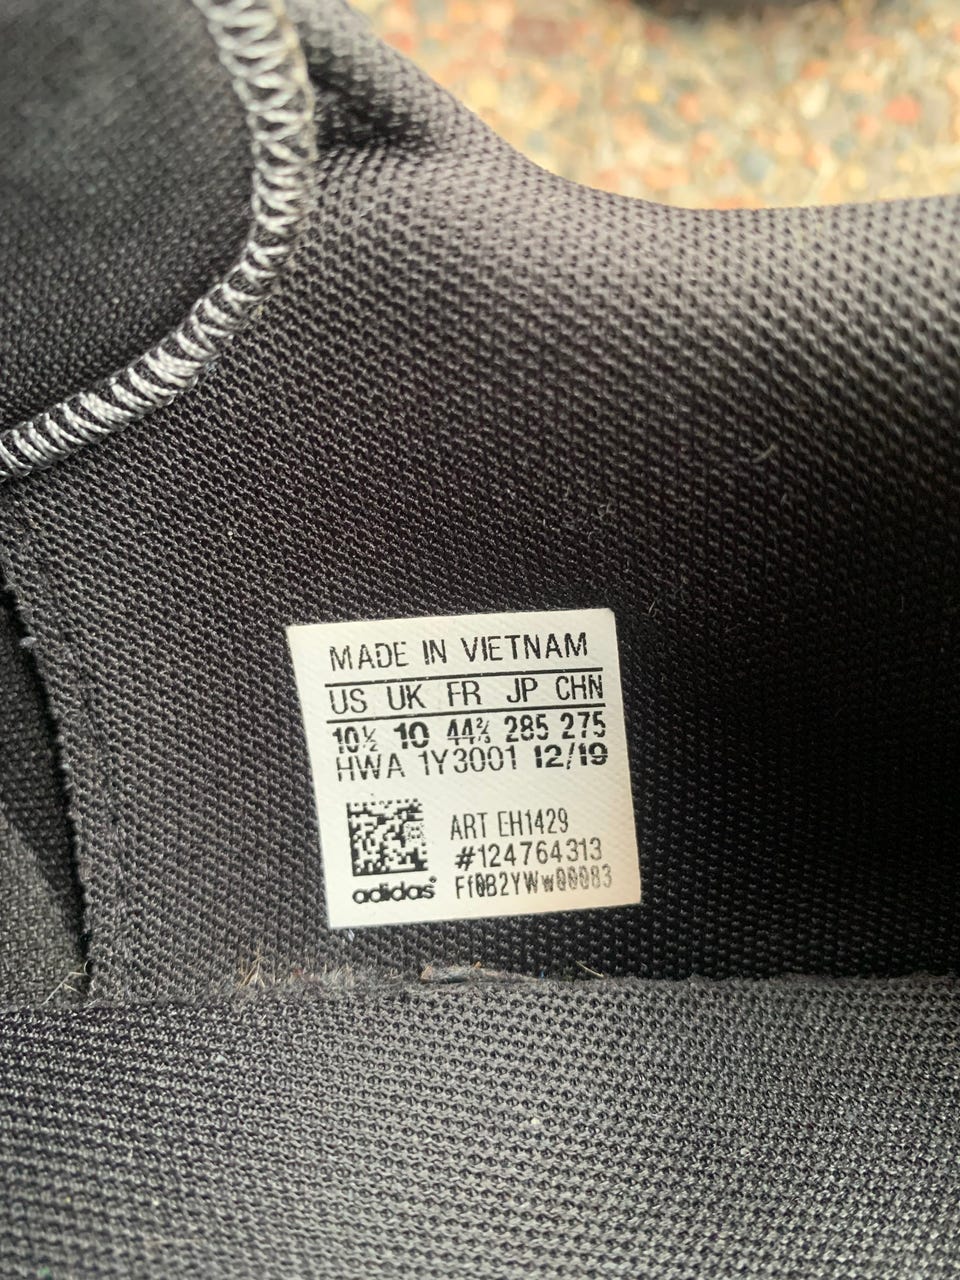 MADE IN VIETNAM
US UK FR JP CHN
10½ 10 44⅔ 285 275
HWA 1Y3001 12/19
ART EH1429
#124764313
adidas Ff0B2YWw00083